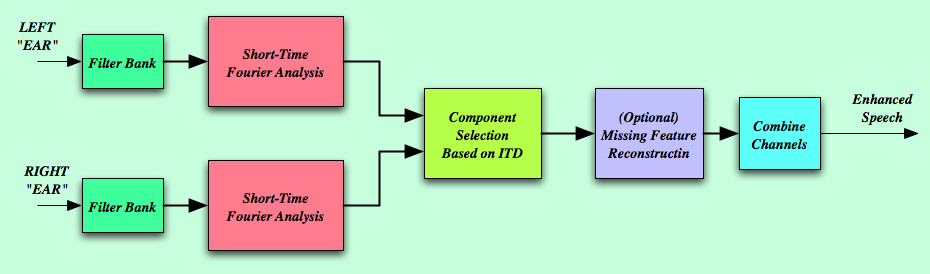 LEFT
"EAR"
Filter Bank
Short-Time
Fourier Analysis
RIGHT
"EAR"
Filter Bank
Short-Time
Fourier Analysis
Component
Selection
Based on ITD
(Optional)
Missing Feature
Reconstructin
Combine
Channels
Enhanced
Speech